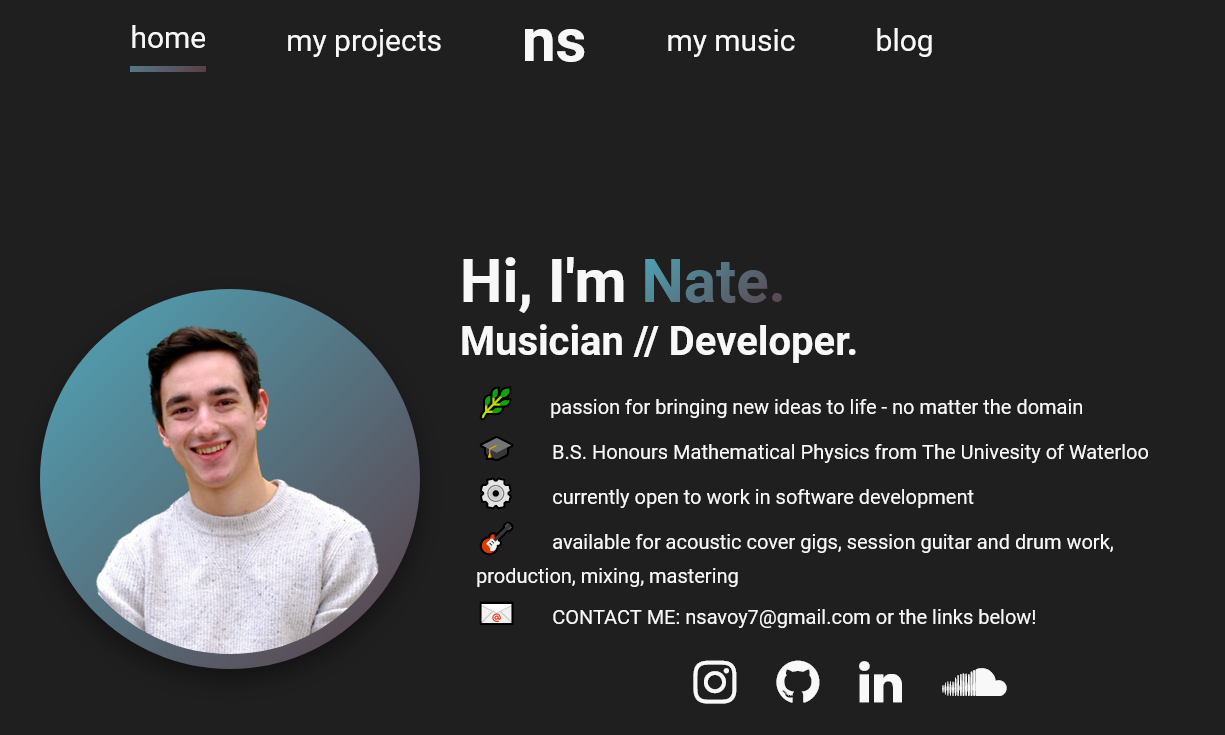 home my projects ns my music blog
Hi, I'm Nate.
Musician // Developer.
passion for bringing new ideas to life - no matter the domain
B.S. Honours Mathematical Physics from The Univesity of Waterloo
currently open to work in software development
available for acoustic cover gigs, session guitar and drum work,
production, mixing, mastering
@ CONTACT ME: nsavoy7@gmail.com or the links below!
in